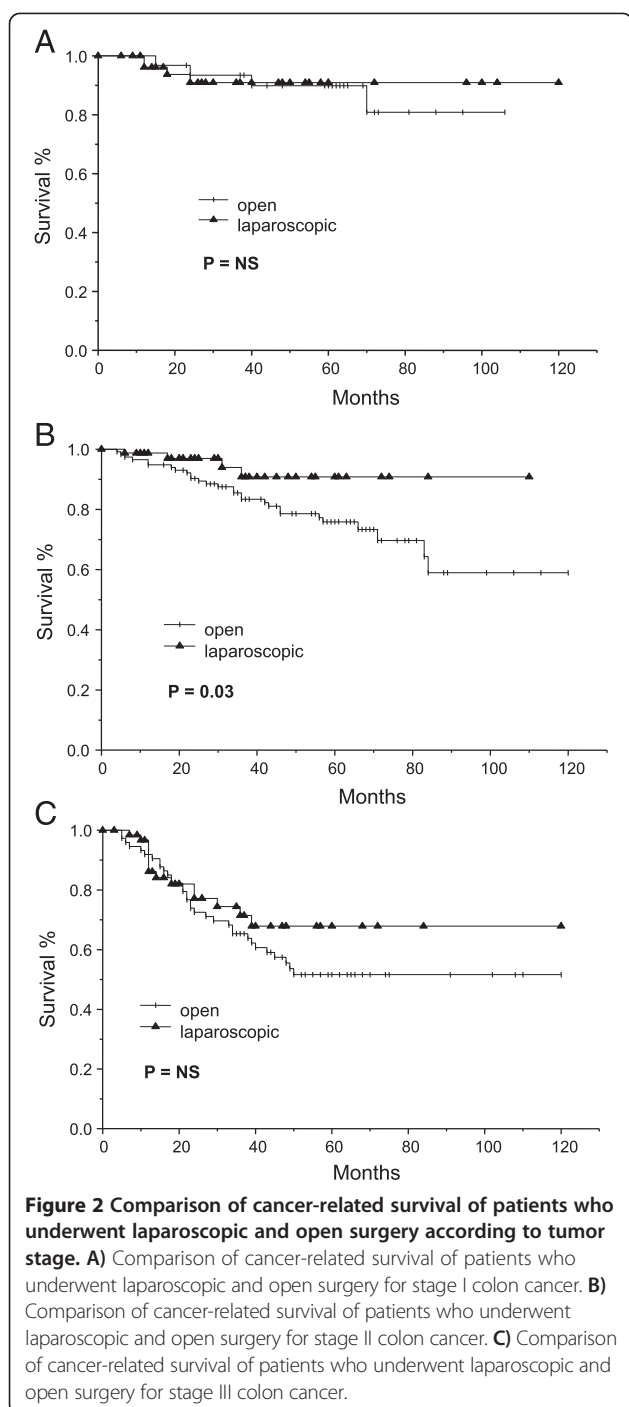 A
1.0
0.8
0.6
0.4
0.2
0.0
Survival %
open
laparoscopic
P = NS
0 20 40 60 80 100 120
Months
B
1.0
0.8
0.6
0.4
0.2
0.0
Survival %
open
laparoscopic
P = 0.03
0 20 40 60 80 100 120
Months
C
1.0
0.8
0.6
0.4
0.2
0.0
Survival %
open
laparoscopic
P = NS
0 20 40 60 80 100 120
Months
Figure 2 Comparison of cancer-related survival of patients who
underwent laparoscopic and open surgery according to tumor
stage. A) Comparison of cancer-related survival of patients who
underwent laparoscopic and open surgery for stage I colon cancer. B)
Comparison of cancer-related survival of patients who underwent
laparoscopic and open surgery for stage II colon cancer. C) Comparison
of cancer-related survival of patients who underwent laparoscopic and
open surgery for stage III colon cancer.